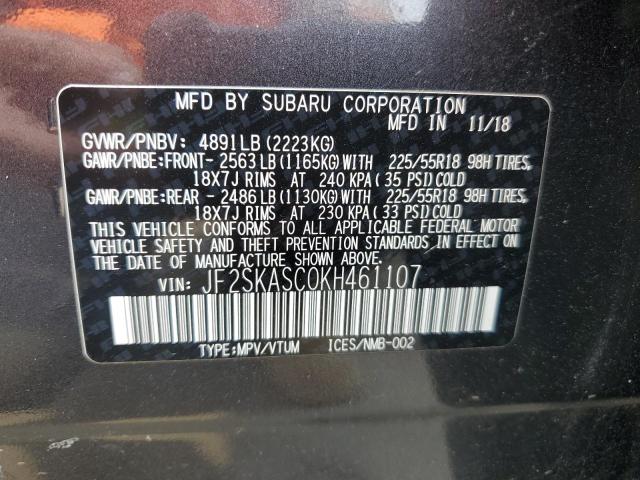 MFD BY SUBARU CORPORATION
MFD IN 11/18
GVWR/PNBV: 4891LB (2223KG)
GAWR/PNBE:FRONT- 2563LB (1165KG) WITH 225/55R18 98H TIRES,
18X7J RIMS AT 240 KPA (35 PSI) COLD
GAWR/PNBE:REAR - 2486LB (1130KG) WITH 225/55R18 98H TIRES,
18X7J RIMS AT 230 KPA (33 PSI) COLD
THIS VEHICLE CONFORMS TO ALL APPLICABLE FEDERAL MOTOR
VEHICLE SAFETY AND THEFT PREVENTION STANDARDS IN EFFECT ON
THE DATE OF MANUFACTURE SHOWN ABOVE.
VIN: JF2SKASC0KH461107
TYPE:MPV/VTUM ICES/NMB-002